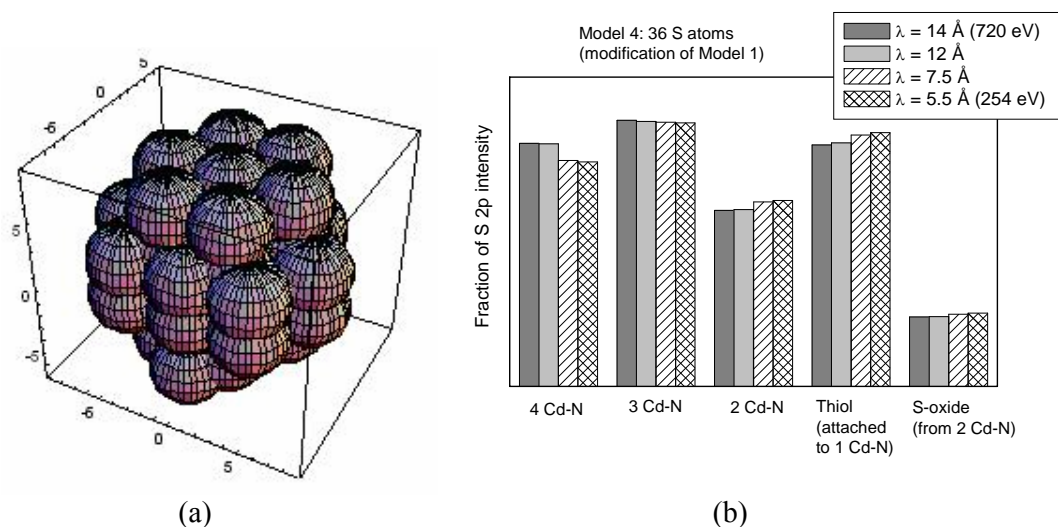 5
0
-5
5
0
-5
-5
0
5
(a)
Model 4: 36 S atoms
(modification of Model 1)
λ = 14 Å (720 eV)
λ = 12 Å
λ = 7.5 Å
λ = 5.5 Å (254 eV)
Fraction of S 2p intensity
4 Cd-N
3 Cd-N
2 Cd-N
Thiol
(attached
to 1 Cd-N)
S-oxide
(from 2 Cd-N)
(b)